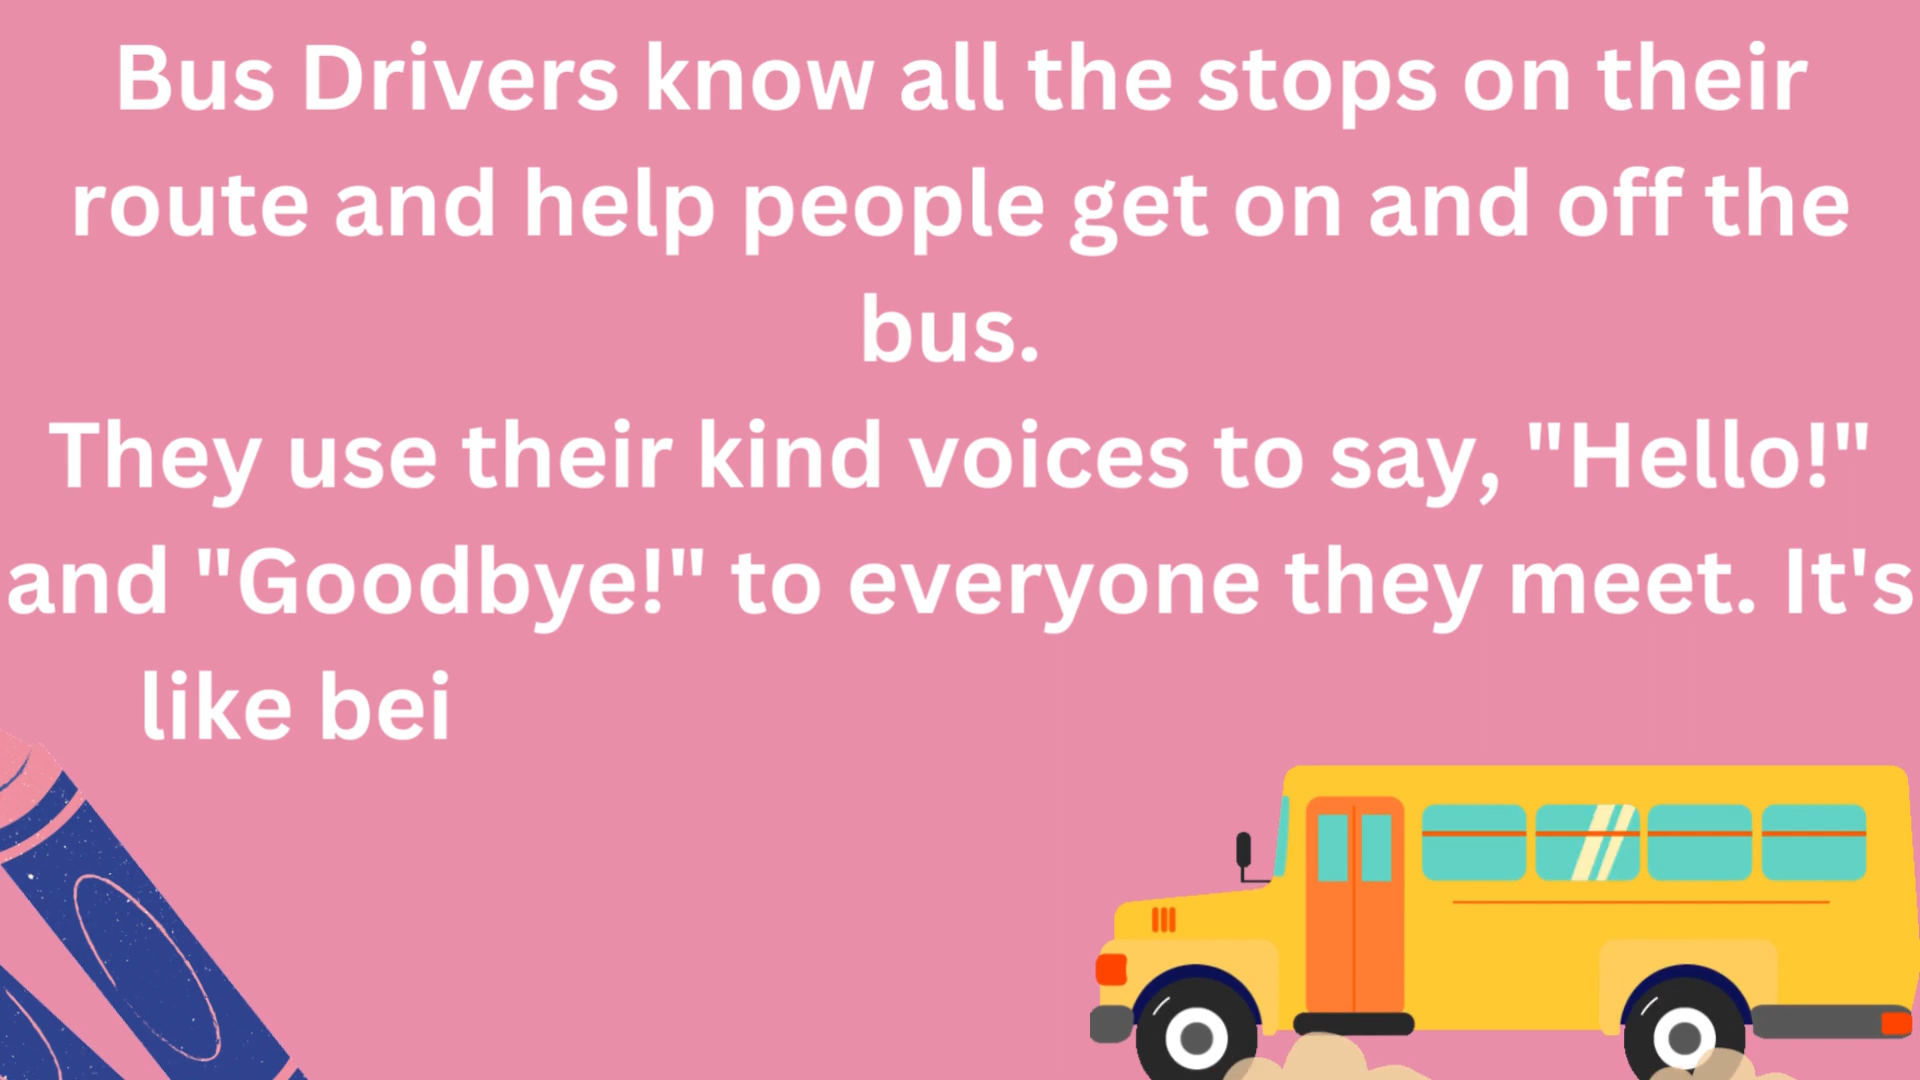 Bus Drivers know all the stops on their
route and help people get on and off the
bus.
They use their kind voices to say, "Hello!"
and "Goodbye!" to everyone they meet. It's
like bei